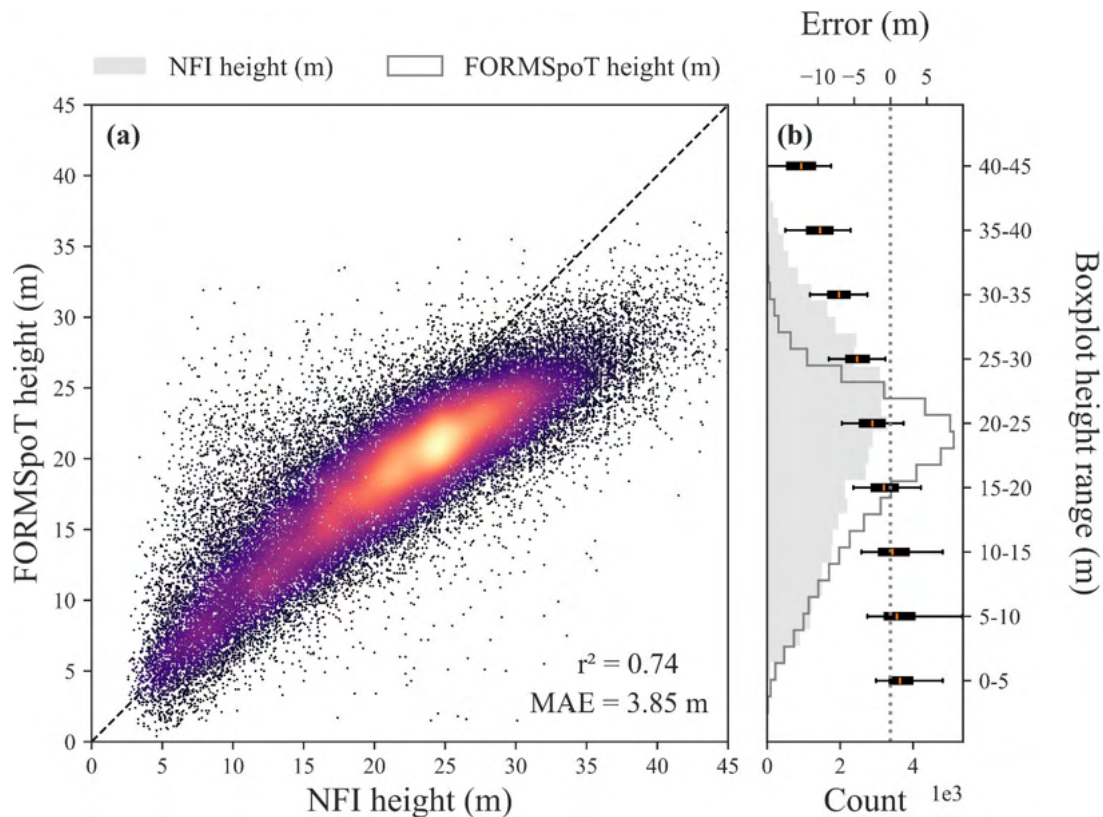 Error (m)
NFI height (m)
FORMSpoT height (m)
−10 −5 0 5
45
40
35
30
25
20
15
10
5
0
FORMSpoT height (m)
(a)
r² = 0.74
MAE = 3.85 m
0 5 10 15 20 25 30 35 40 45
NFI height (m)
(b)
40-45
35-40
30-35
25-30
20-25
15-20
10-15
5-10
0-5
Boxplot height range (m)
0 2 4
1e3
Count